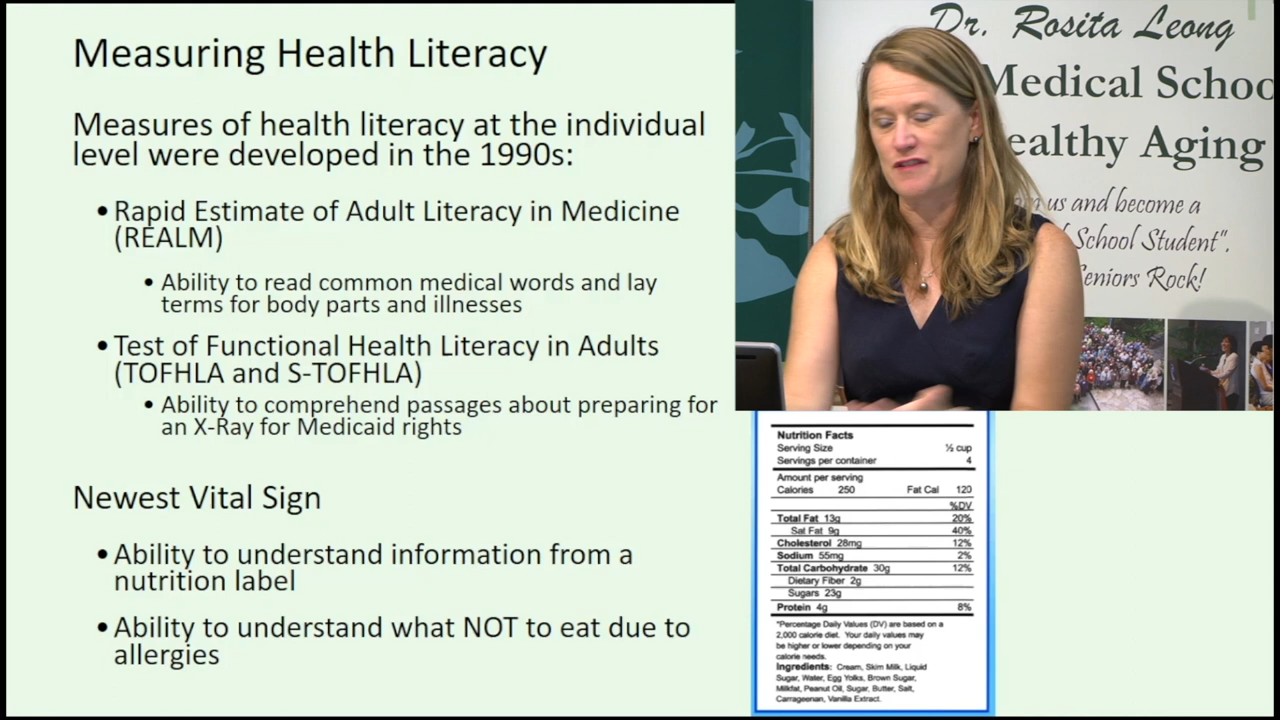 Measuring Health Literacy
Measures of health literacy at the individual
level were developed in the 1990s:
• Rapid Estimate of Adult Literacy in Medicine
(REALM)
• Ability to read common medical words and lay
terms for body parts and illnesses
• Test of Functional Health Literacy in Adults
(TOFHLA and S-TOFHLA)
• Ability to comprehend passages about preparing for
an X-Ray for Medicaid rights
Newest Vital Sign
• Ability to understand information from a
nutrition label
• Ability to understand what NOT to eat due to
allergies
Dr. Rosita Leong
Medical Schoo
ealthy Aging
us and become a
School Student".
Seniors Rock!
Nutrition Facts
Serving Size ½ cup
Servings per container 4
Amount per serving
Calories 250 Fat Cal 120
%DV
Total Fat 13g 20%
Sat Fat 9g 40%
Cholesterol 28mg 12%
Sodium 55mg 2%
Total Carbohydrate 30g 12%
Dietary Fiber 2g
Sugars 23g
Protein 4g 8%
*Percentage Daily Values (DV) are based on a
2,000 calorie diet. Your daily values may
be higher or lower depending on your
calorie needs.
Ingredients: Cream, Skim Milk, Liquid
Sugar, Water, Egg Yolks, Brown Sugar,
Milkfat, Peanut Oil, Sugar, Butter, Salt,
Carrageenan, Vanilla Extract.